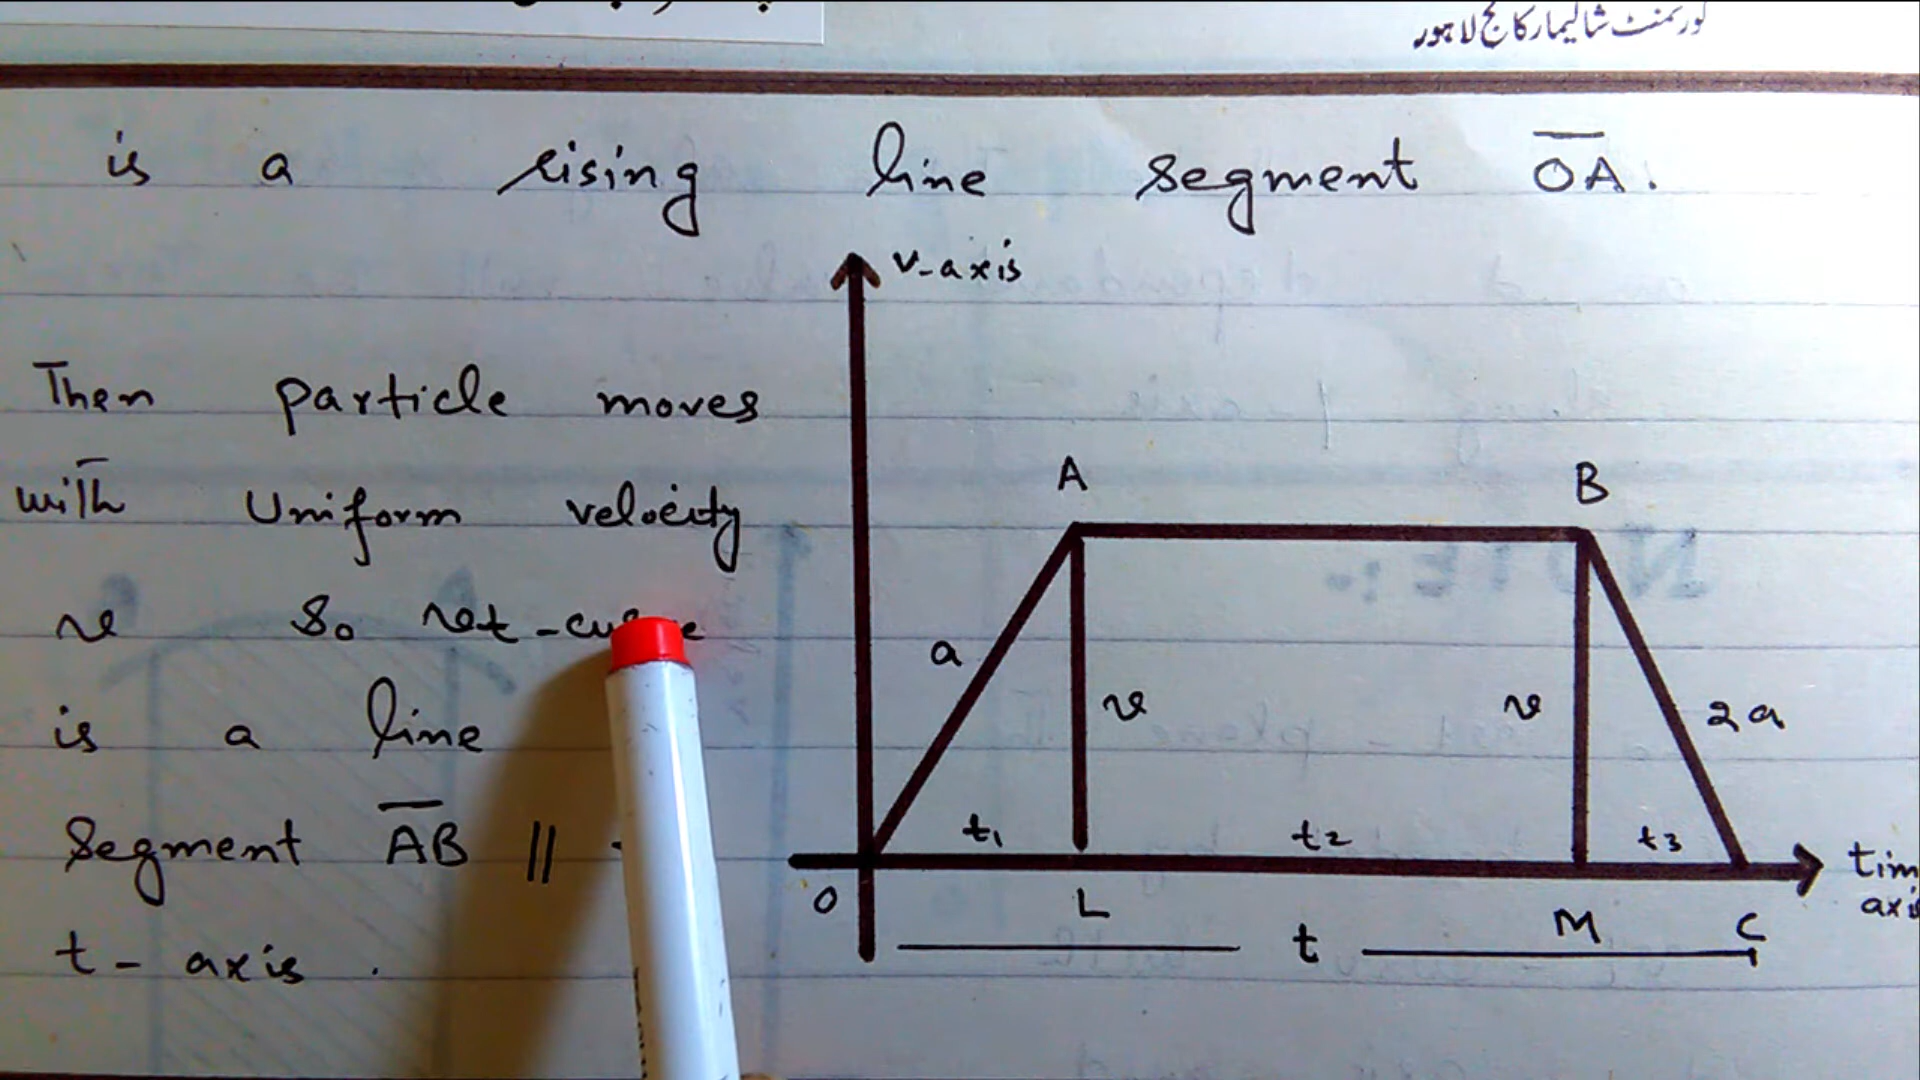 گورنمنٹ شالیمار کالج لاہور
is a rising line segment OA.
v-axis
Then particle moves
with Uniform velocity
v So vt-curve
is a line
segment AB ||
t-axis.
A B
a v v 2a
t1 t2 t3
O L M C
t
tim
axi